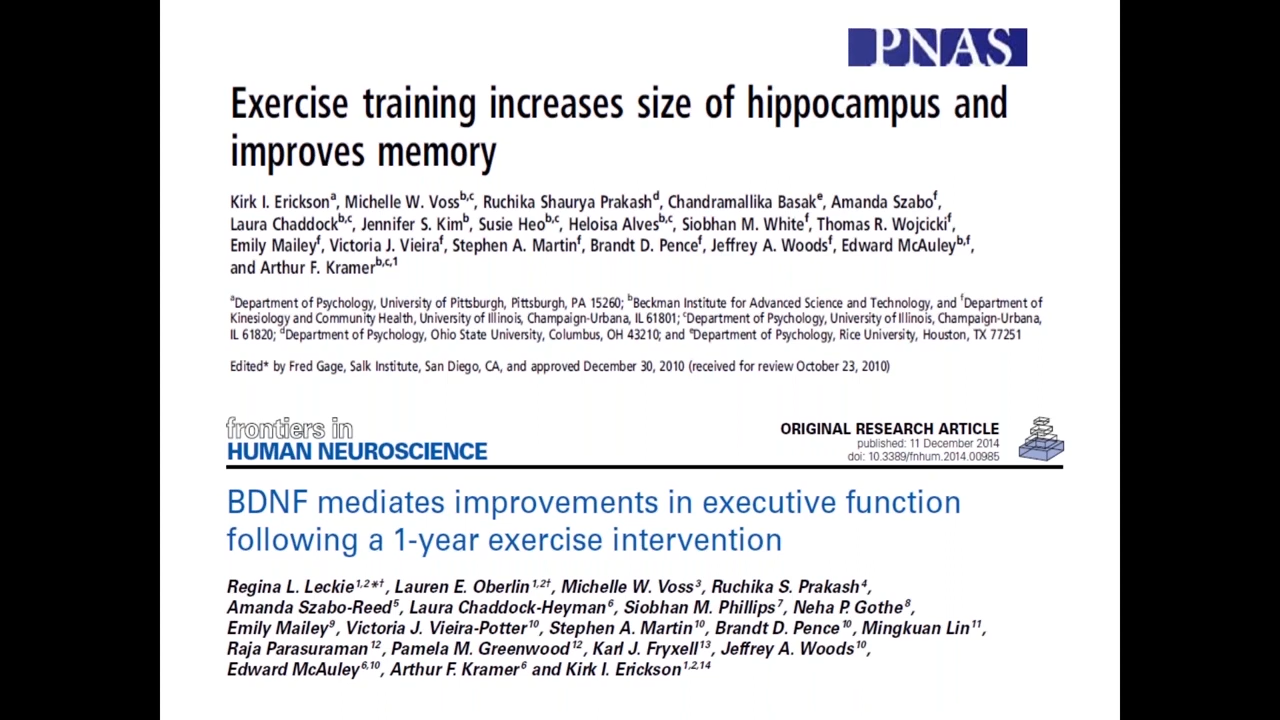 PNAS
Exercise training increases size of hippocampus and
improves memory
Kirk I. Erickson^a, Michelle W. Voss^b,c, Ruchika Shaurya Prakash^d, Chandramallika Basak^e, Amanda Szabo^f,
Laura Chaddock^b,c, Jennifer S. Kim^b, Susie Heo^b,c, Heloisa Alves^b,c, Siobhan M. White^f, Thomas R. Wojcicki^f,
Emily Mailey^f, Victoria J. Vieira^f, Stephen A. Martin^f, Brandt D. Pence^f, Jeffrey A. Woods^f, Edward McAuley^b,f,
and Arthur F. Kramer^b,c,1
^aDepartment of Psychology, University of Pittsburgh, Pittsburgh, PA 15260; ^bBeckman Institute for Advanced Science and Technology, and ^fDepartment of
Kinesiology and Community Health, University of Illinois, Champaign-Urbana, IL 61801; ^cDepartment of Psychology, University of Illinois, Champaign-Urbana,
IL 61820; ^dDepartment of Psychology, Ohio State University, Columbus, OH 43210; and ^eDepartment of Psychology, Rice University, Houston, TX 77251
Edited* by Fred Gage, Salk Institute, San Diego, CA, and approved December 30, 2010 (received for review October 23, 2010)
frontiers in
HUMAN NEUROSCIENCE
ORIGINAL RESEARCH ARTICLE
published: 11 December 2014
doi: 10.3389/fnhum.2014.00985
BDNF mediates improvements in executive function
following a 1-year exercise intervention
Regina L. Leckie^1,2*†, Lauren E. Oberlin^1,2†, Michelle W. Voss^3, Ruchika S. Prakash^4,
Amanda Szabo-Reed^5, Laura Chaddock-Heyman^6, Siobhan M. Phillips^7, Neha P. Gothe^8,
Emily Mailey^9, Victoria J. Vieira-Potter^10, Stephen A. Martin^10, Brandt D. Pence^10, Mingkuan Lin^11,
Raja Parasuraman^12, Pamela M. Greenwood^12, Karl J. Fryxell^13, Jeffrey A. Woods^10,
Edward McAuley^6,10, Arthur F. Kramer^6 and Kirk I. Erickson^1,2,14